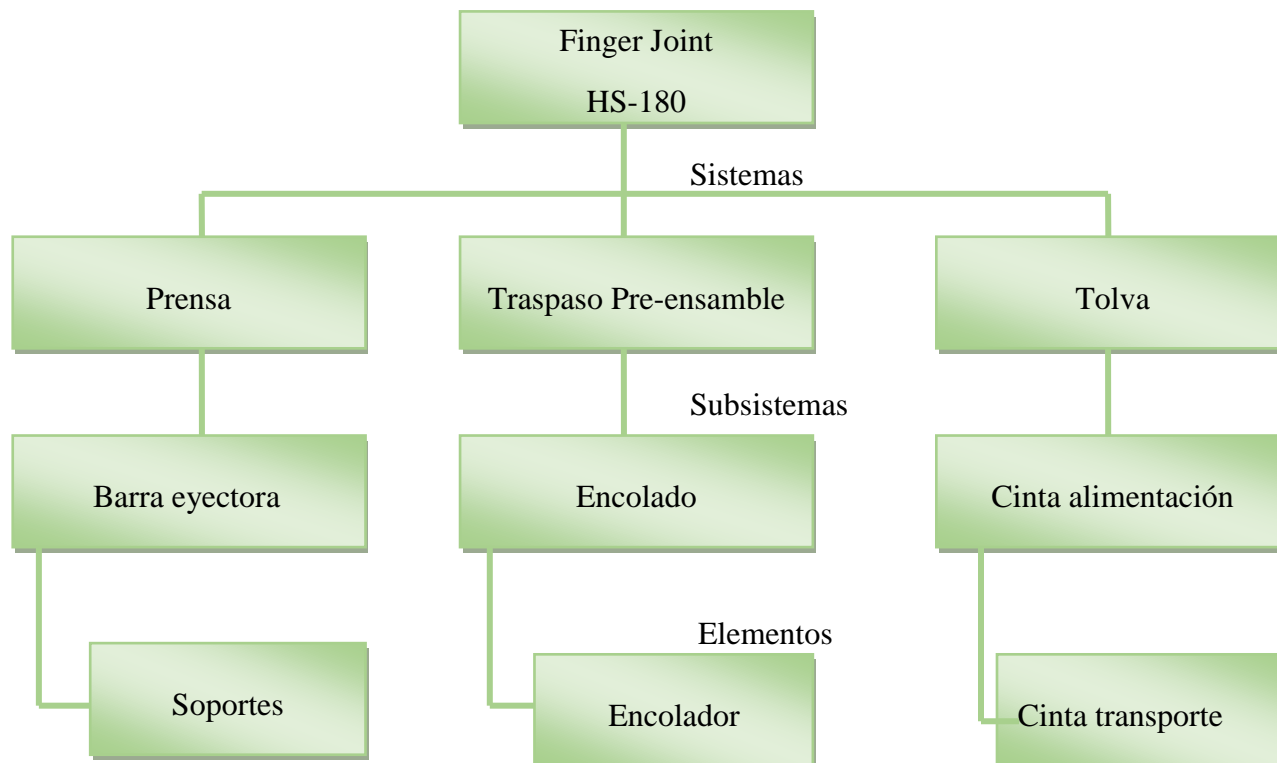 Finger Joint
HS-180
Sistemas
Prensa
Traspaso Pre-ensamble
Tolva
Subsistemas
Barra eyectora
Encolado
Cinta alimentación
Elementos
Soportes
Encolador
Cinta transporte